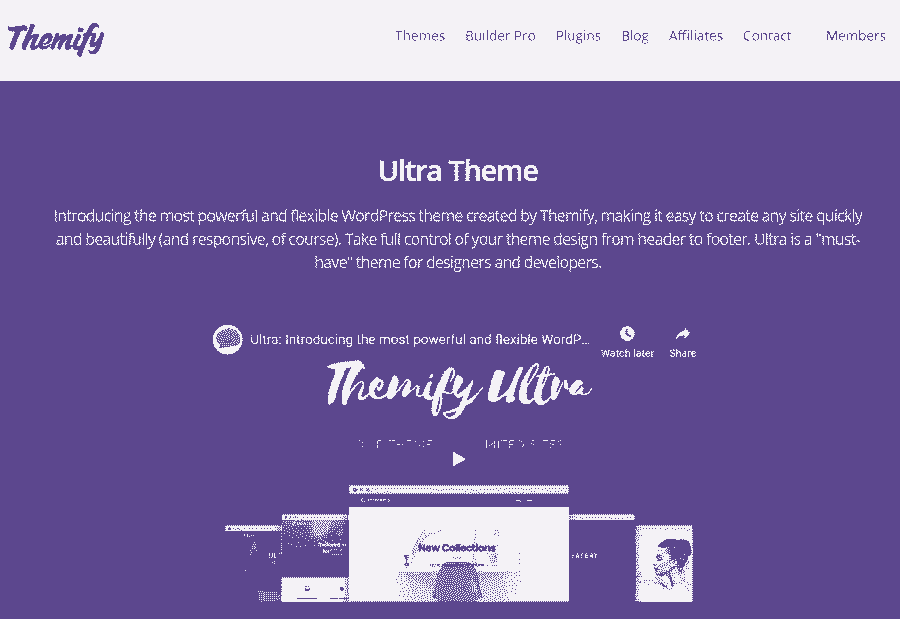 Themify
Themes Builder Pro Plugins Blog Affiliates Contact Members
Ultra Theme
Introducing the most powerful and flexible WordPress theme created by Themify, making it easy to create any site quickly
and beautifully (and responsive, of course). Take full control of your theme design from header to footer. Ultra is a "must-
have" theme for designers and developers.
Ultra: Introducing the most powerful and flexible WordP...
Watch later Share
Themify Ultra
New Collections